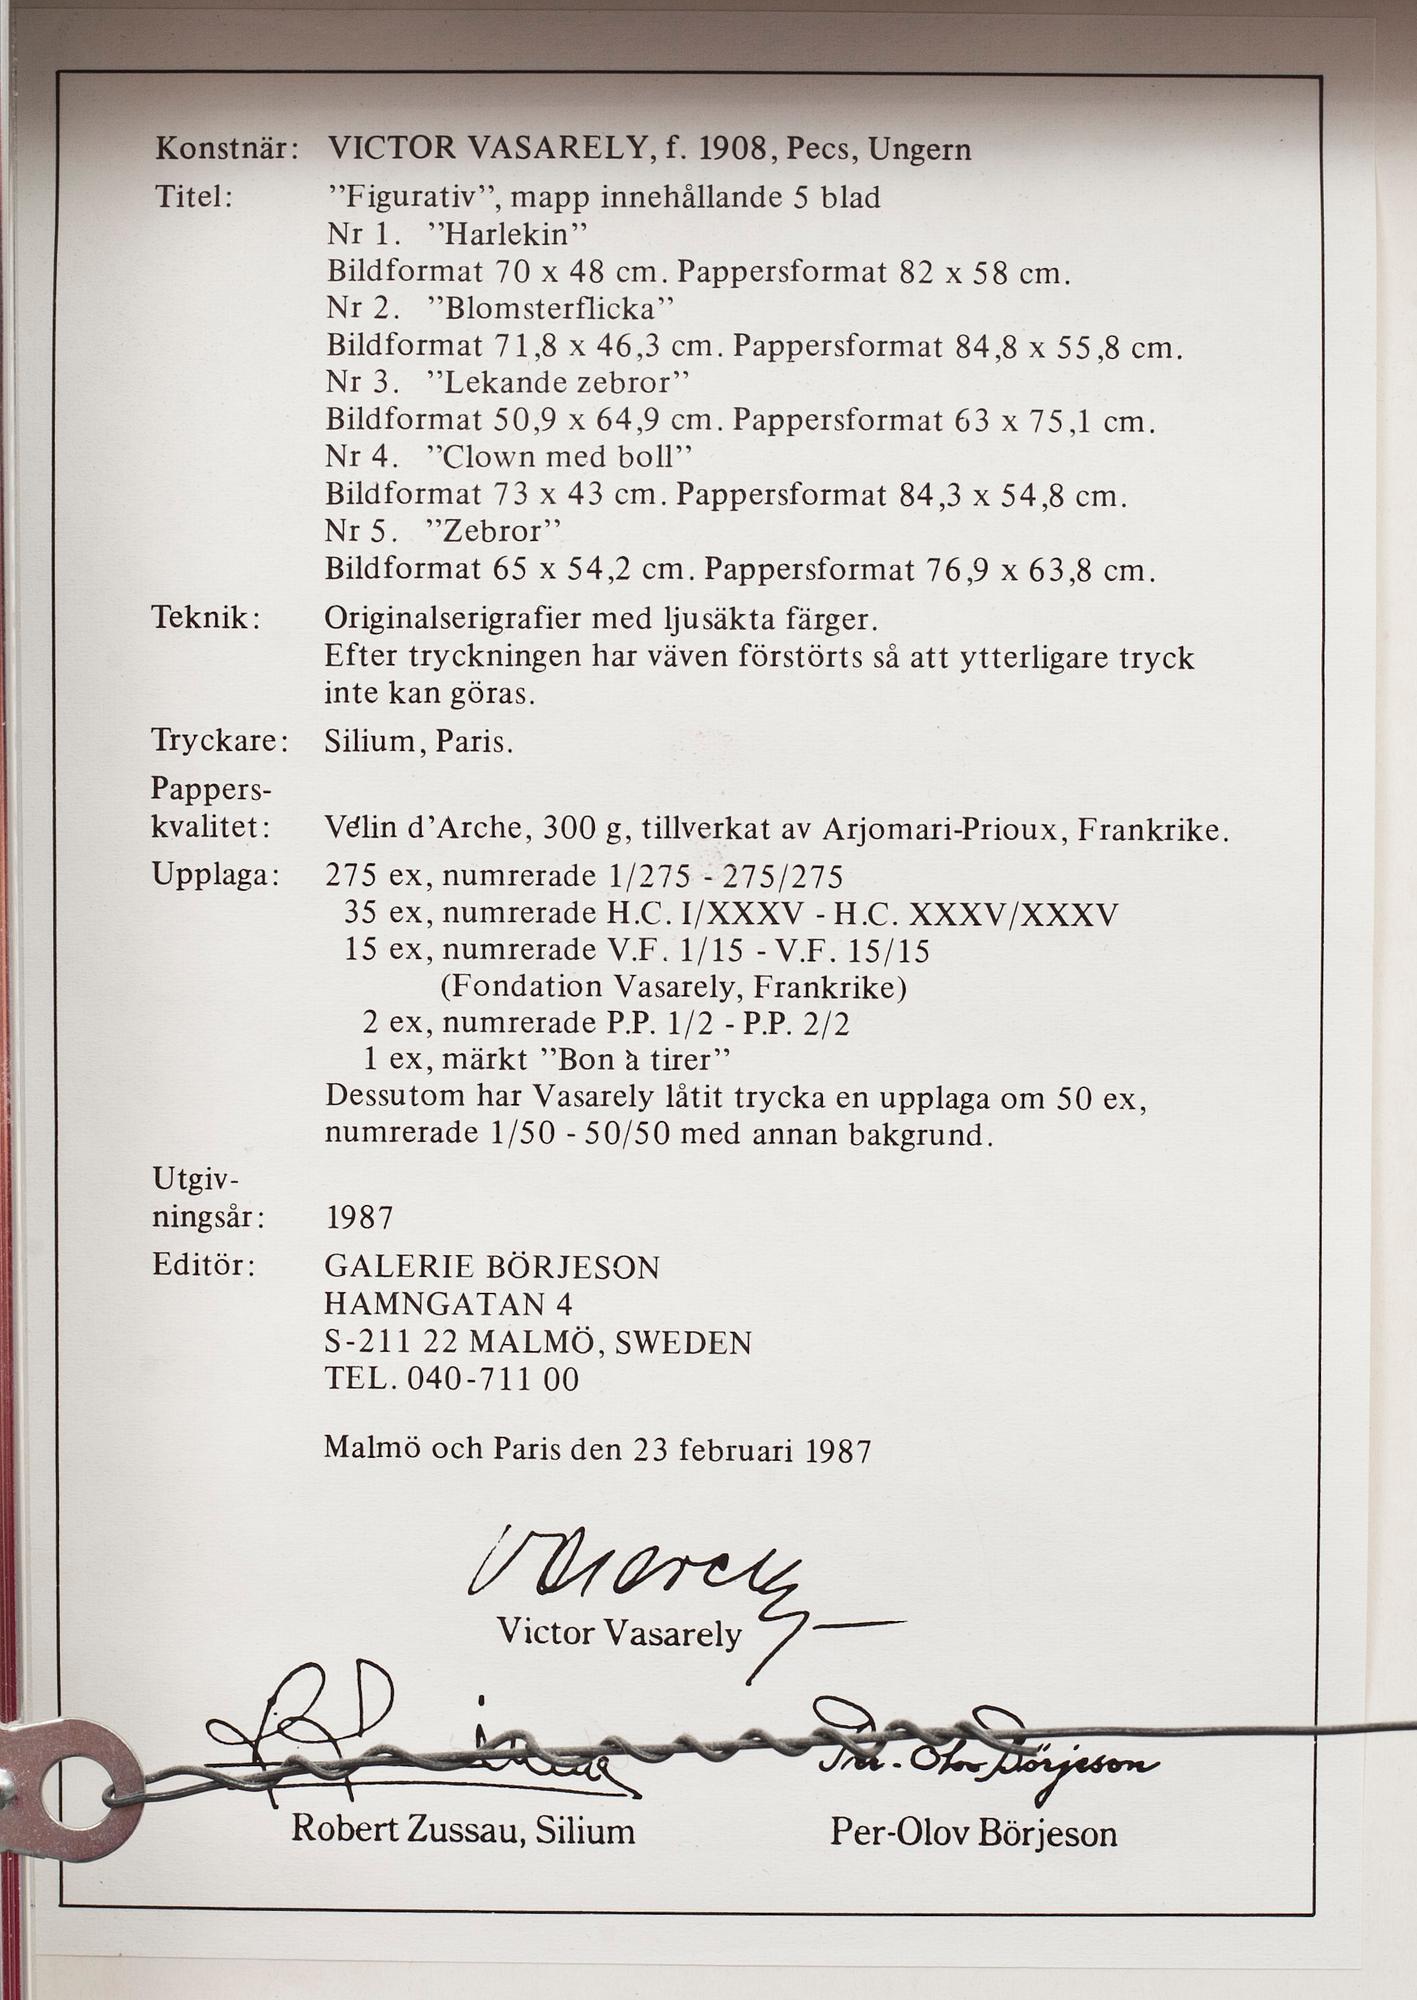 Konstnär: VICTOR VASARELY, f. 1908, Pecs, Ungern
Titel: ”Figurativ”, mapp innehållande 5 blad
Nr 1. ”Harlekin”
Bildformat 70 x 48 cm. Pappersformat 82 x 58 cm.
Nr 2. ”Blomsterflicka”
Bildformat 71,8 x 46,3 cm. Pappersformat 84,8 x 55,8 cm.
Nr 3. ”Lekande zebror”
Bildformat 50,9 x 64,9 cm. Pappersformat 63 x 75,1 cm.
Nr 4. ”Clown med boll”
Bildformat 73 x 43 cm. Pappersformat 84,3 x 54,8 cm.
Nr 5. ”Zebror”
Bildformat 65 x 54,2 cm. Pappersformat 76,9 x 63,8 cm.
Teknik: Originalserigrafier med ljusäkta färger.
Efter tryckningen har väven förstörts så att ytterligare tryck
inte kan göras.
Tryckare: Silium, Paris.
Pappers-
kvalitet: Vélin d’Arche, 300 g, tillverkat av Arjomari-Prioux, Frankrike.
Upplaga: 275 ex, numrerade 1/275 - 275/275
35 ex, numrerade H.C. I/XXXV - H.C. XXXV/XXXV
15 ex, numrerade V.F. 1/15 - V.F. 15/15
(Fondation Vasarely, Frankrike)
2 ex, numrerade P.P. 1/2 - P.P. 2/2
1 ex, märkt ”Bon à tirer”
Dessutom har Vasarely låtit trycka en upplaga om 50 ex,
numrerade 1/50 - 50/50 med annan bakgrund.
Utgiv-
ningsår: 1987
Editör: GALERIE BÖRJESON
HAMNGATAN 4
S-211 22 MALMÖ, SWEDEN
TEL. 040-711 00
Malmö och Paris den 23 februari 1987
Vasarely
Victor Vasarely
Per-Olov Börjeson
Robert Zussau, Silium Per-Olov Börjeson